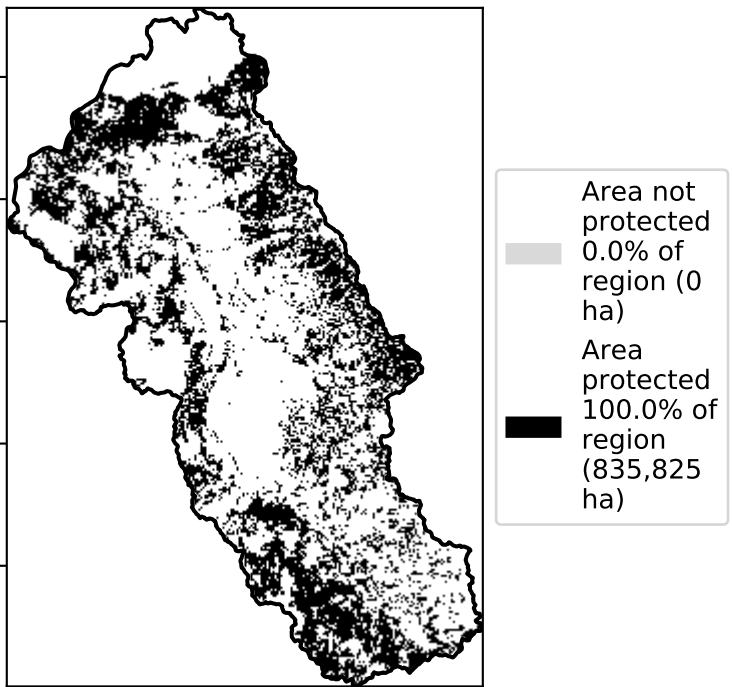 Area not
protected
0.0% of
region (0
ha)
Area
protected
100.0% of
region
(835,825
ha)